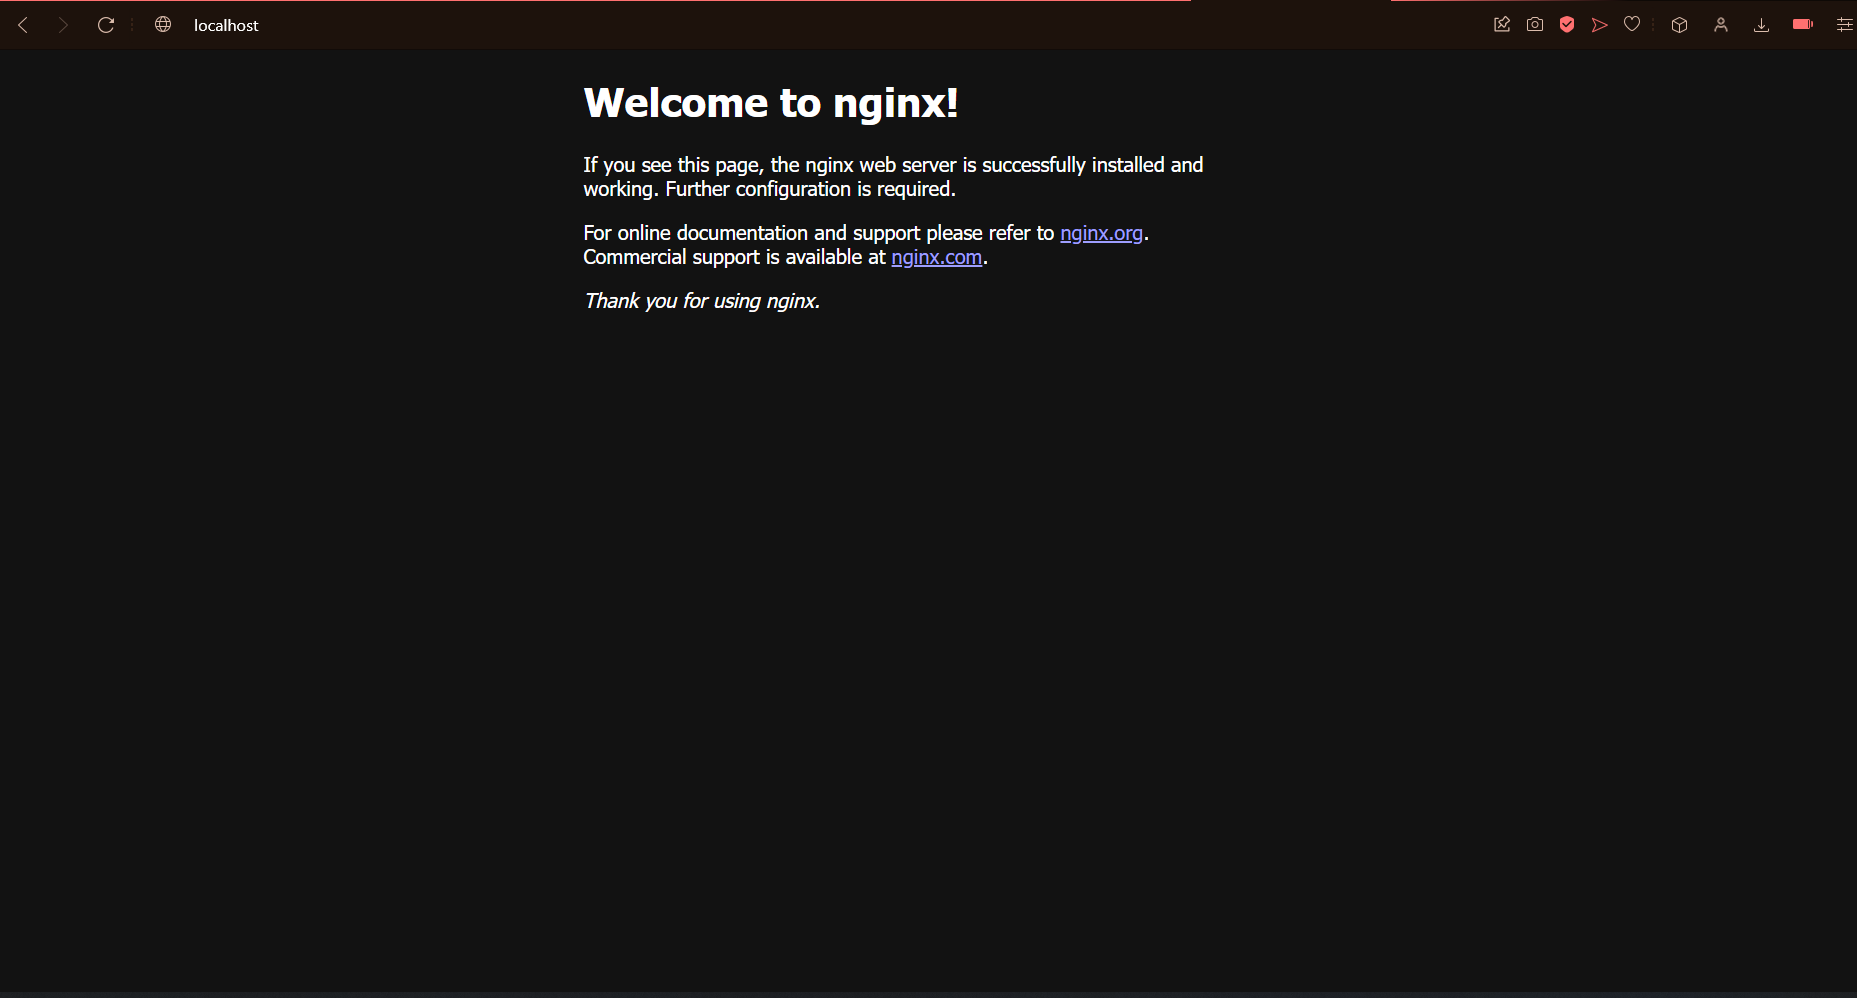 localhost
Welcome to nginx!
If you see this page, the nginx web server is successfully installed and
working. Further configuration is required.
For online documentation and support please refer to nginx.org.
Commercial support is available at nginx.com.
Thank you for using nginx.